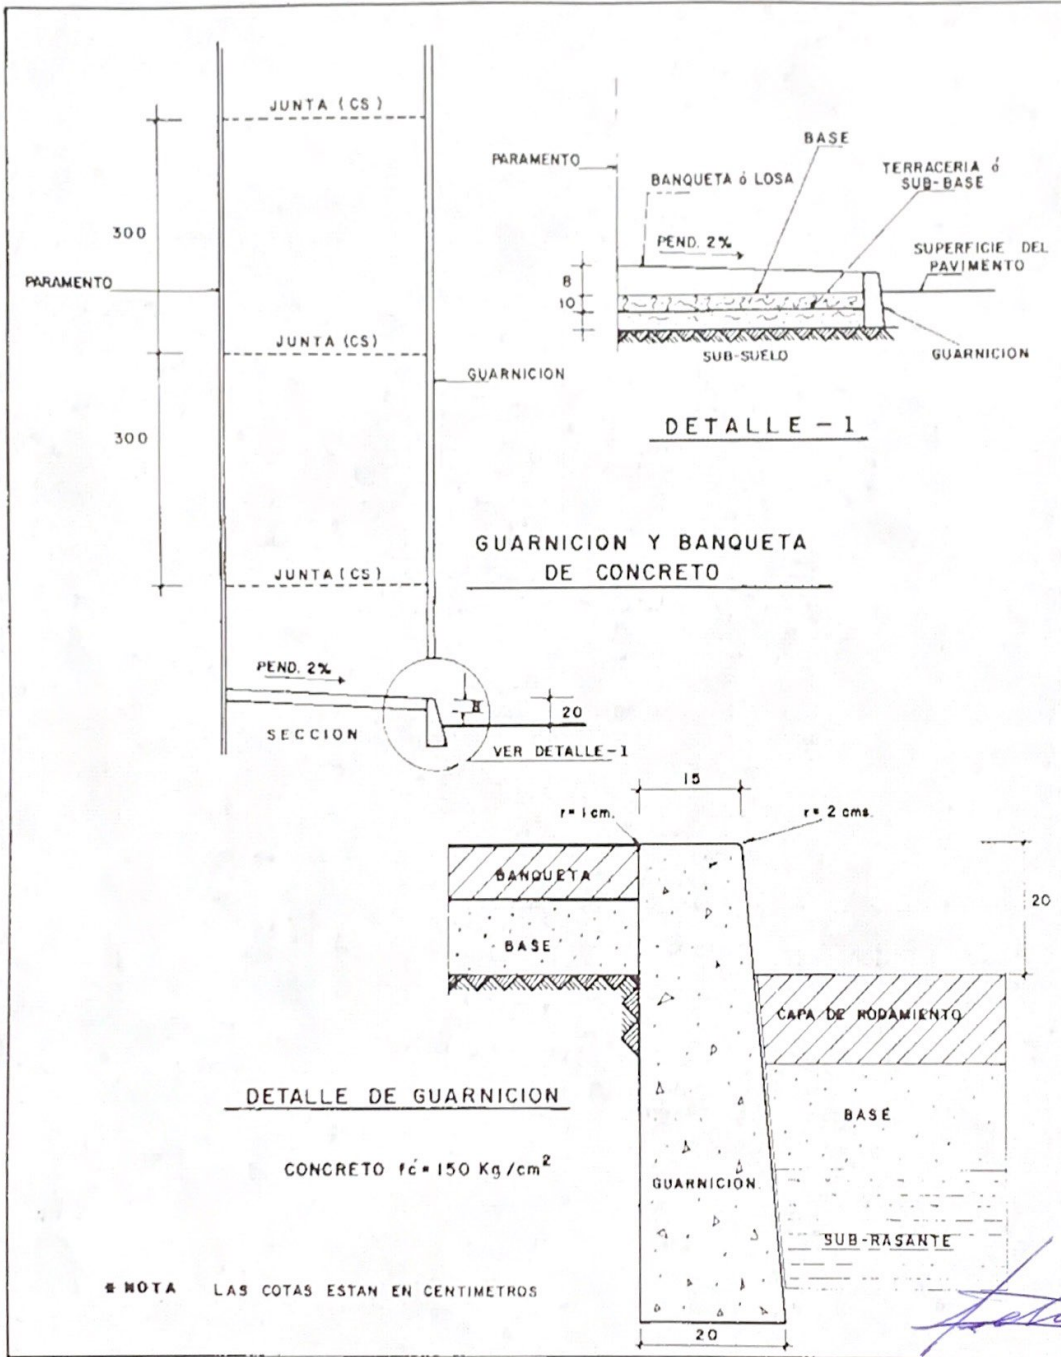 JUNTA (CS)
300
PARAMENTO
JUNTA (CS)
GUARNICION
300
JUNTA (CS)
PEND. 2%
20
SECCION
VER DETALLE-1
BASE
PARAMENTO
TERRACERIA ó
SUB-BASE
BANQUETA ó LOSA
PEND. 2%
SUPERFICIE DEL
PAVIMENTO
8
10
SUB-SUELO
GUARNICION
DETALLE - 1
GUARNICION Y BANQUETA
DE CONCRETO
15
r = 1 cm.
r = 2 cms.
BANQUETA
20
BASE
CAPA DE RODAMIENTO
DETALLE DE GUARNICION
BASE
CONCRETO f'c = 150 Kg/cm²
GUARNICION
SUB-RASANTE
NOTA LAS COTAS ESTAN EN CENTIMETROS
20